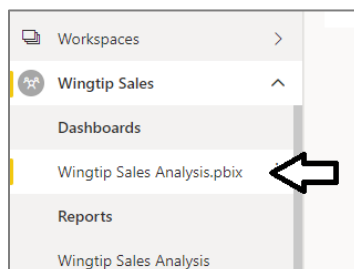 Workspaces
Wingtip Sales
Dashboards
Wingtip Sales Analysis.pbix
Reports
Wingtip Sales Analysis